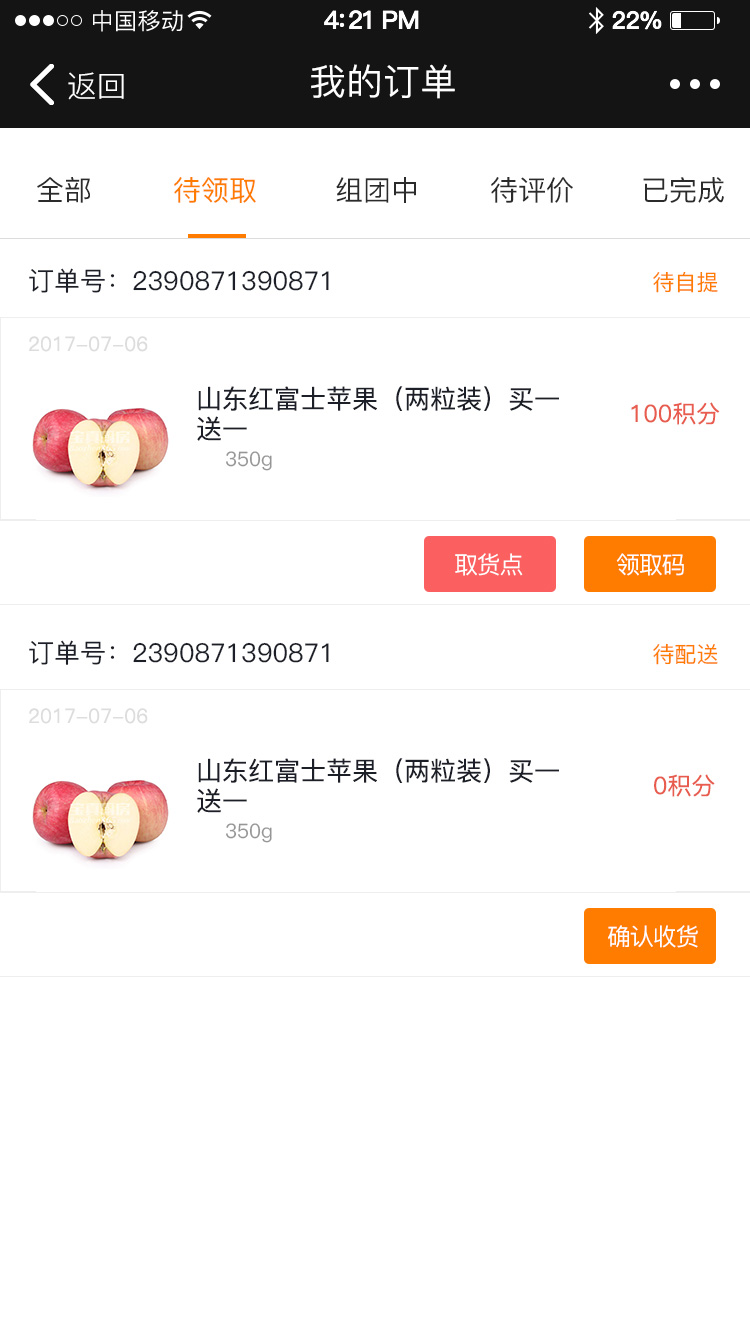 中国移动 4:21 PM 22%
返回 我的订单
全部 待领取 组团中 待评价 已完成
订单号：2390871390871 待自提
2017-07-06
山东红富士苹果（两粒装）买一
送一
100积分
350g
取货点 领取码
订单号：2390871390871 待配送
2017-07-06
山东红富士苹果（两粒装）买一
送一
0积分
350g
确认收货